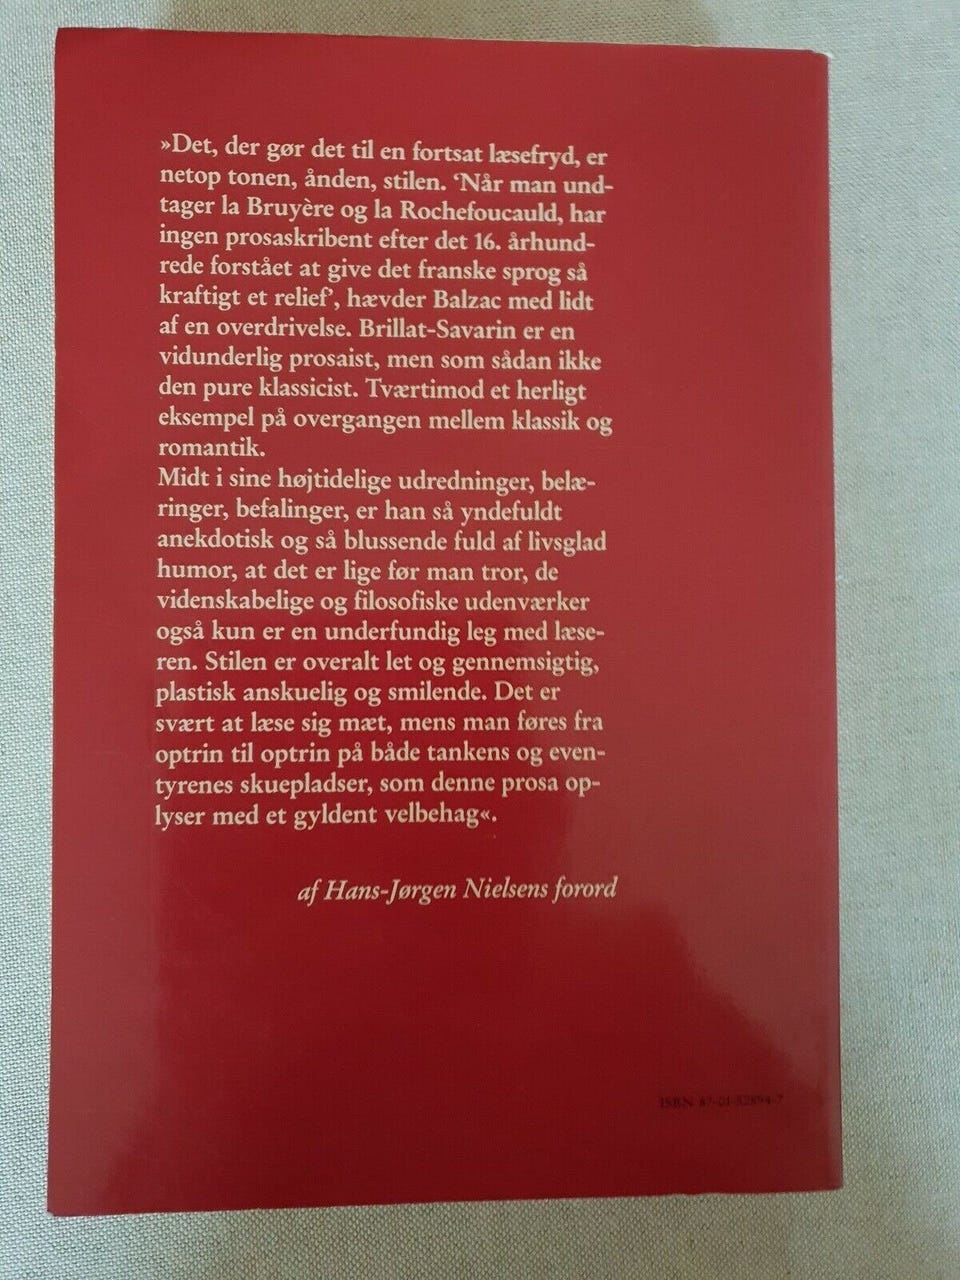 »Det, der gør det til en fortsat læsefryd, er
netop tonen, ånden, stilen. ‘Når man und-
tager la Bruyère og la Rochefoucauld, har
ingen prosaskribent efter det 16. århund-
rede forstået at give det franske sprog så
kraftigt et relief’, hævder Balzac med lidt
af en overdrivelse. Brillat-Savarin er en
vidunderlig prosaist, men som sådan ikke
den pure klassicist. Tværtimod et herligt
eksempel på overgangen mellem klassik og
romantik.
Midt i sine højtidelige udredninger, belæ-
ringer, befalinger, er han så yndefuldt
anekdotisk og så blussende fuld af livsglad
humor, at det er lige før man tror, de
videnskabelige og filosofiske udenværker
også kun er en underfundig leg med læse-
ren. Stilen er overalt let og gennemsigtig,
plastisk anskuelig og smilende. Det er
svært at læse sig mæt, mens man føres fra
optrin til optrin på både tankens og even-
tyrenes skuepladser, som denne prosa op-
lyser med et gyldent velbehag«.
af Hans-Jørgen Nielsens forord
ISBN 87-01-52894-7